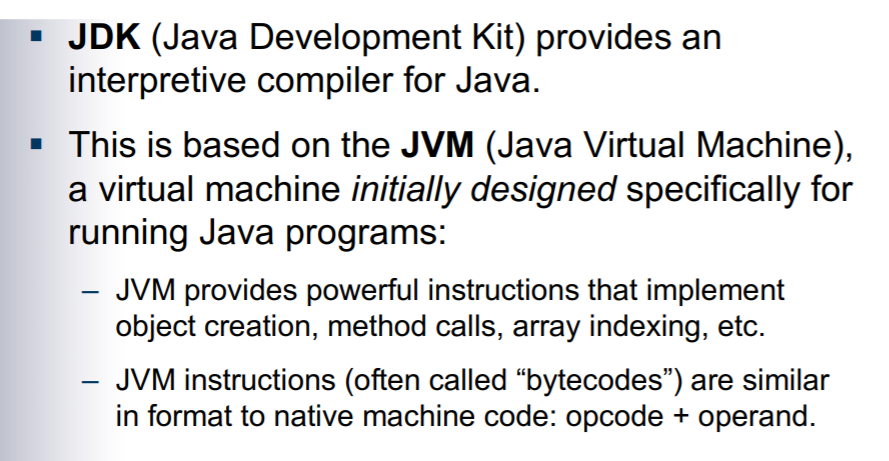 ▪ JDK (Java Development Kit) provides an
interpretive compiler for Java.
▪ This is based on the JVM (Java Virtual Machine),
a virtual machine initially designed specifically for
running Java programs:
– JVM provides powerful instructions that implement
object creation, method calls, array indexing, etc.
– JVM instructions (often called “bytecodes”) are similar
in format to native machine code: opcode + operand.